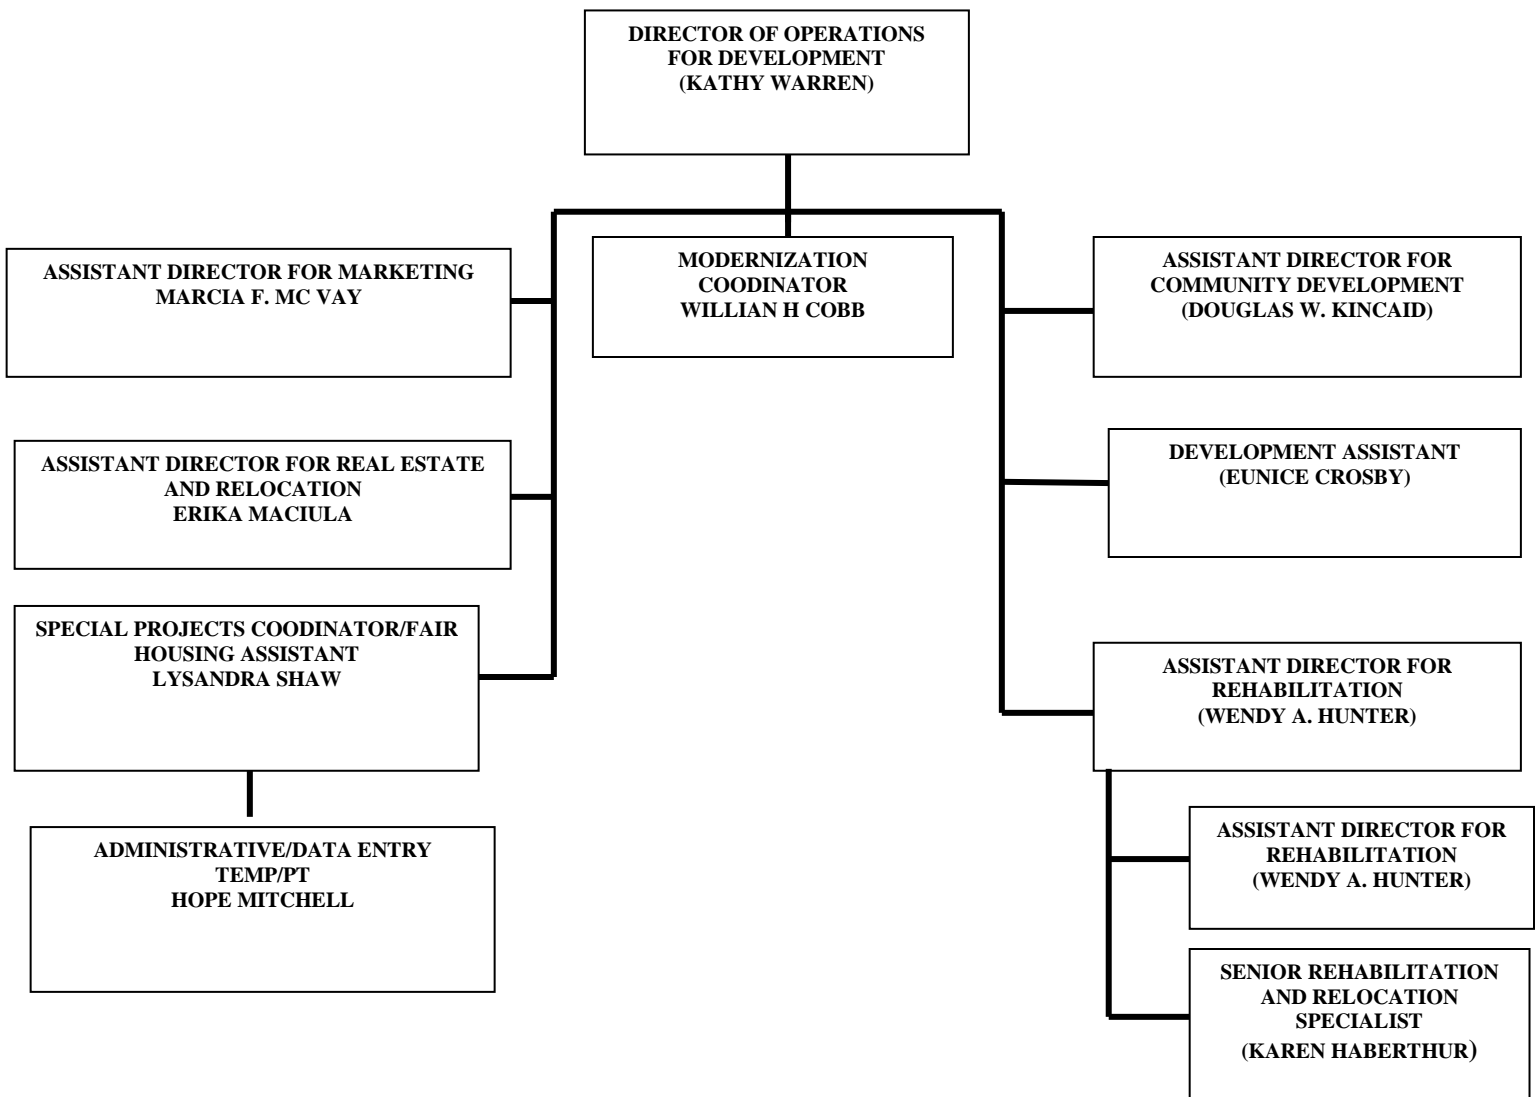 DIRECTOR OF OPERATIONS
FOR DEVELOPMENT
(KATHY WARREN)
ASSISTANT DIRECTOR FOR MARKETING
MARCIA F. MC VAY
MODERNIZATION
COODINATOR
WILLIAN H COBB
ASSISTANT DIRECTOR FOR
COMMUNITY DEVELOPMENT
(DOUGLAS W. KINCAID)
ASSISTANT DIRECTOR FOR REAL ESTATE
AND RELOCATION
ERIKA MACIULA
DEVELOPMENT ASSISTANT
(EUNICE CROSBY)
SPECIAL PROJECTS COODINATOR/FAIR
HOUSING ASSISTANT
LYSANDRA SHAW
ASSISTANT DIRECTOR FOR
REHABILITATION
(WENDY A. HUNTER)
ADMINISTRATIVE/DATA ENTRY
TEMP/PT
HOPE MITCHELL
ASSISTANT DIRECTOR FOR
REHABILITATION
(WENDY A. HUNTER)
SENIOR REHABILITATION
AND RELOCATION
SPECIALIST
(KAREN HABERTHUR)